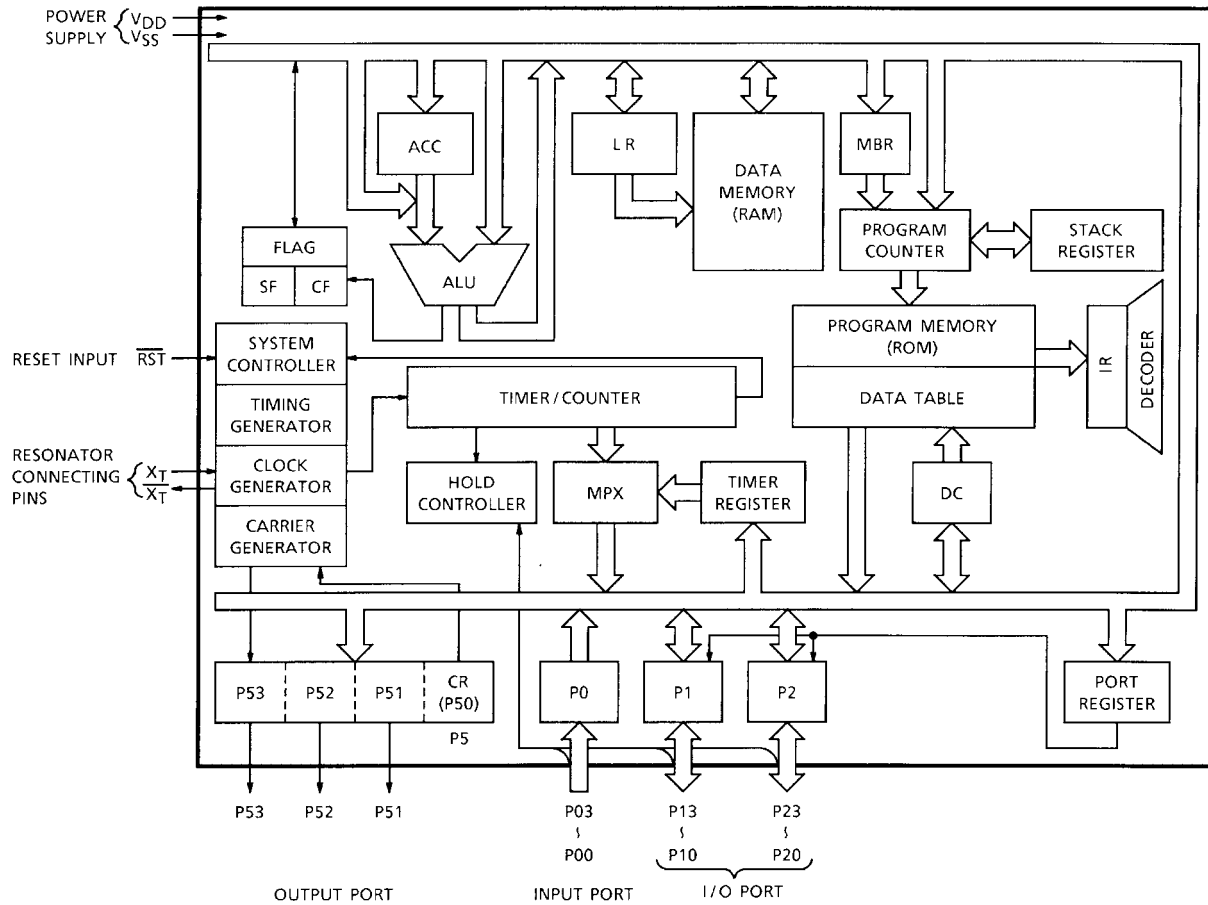 POWER SUPPLY
VDD
VSS
ACC
LR
DATA MEMORY (RAM)
MBR
FLAG
SF
CF
ALU
PROGRAM COUNTER
STACK REGISTER
SYSTEM CONTROLLER
RESET INPUT RST
PROGRAM MEMORY (ROM)
IR
DECODER
TIMING GENERATOR
TIMER/COUNTER
DATA TABLE
RESONATOR CONNECTING PINS
XT
XT
CLOCK GENERATOR
HOLD CONTROLLER
MPX
TIMER REGISTER
DC
CARRIER GENERATOR
P53
P52
P51
CR (P50)
P0
P1
P2
PORT REGISTER
P5
P53
P52
P51
P03
~
P00
P13
~
P10
P23
~
P20
OUTPUT PORT
INPUT PORT
I/O PORT